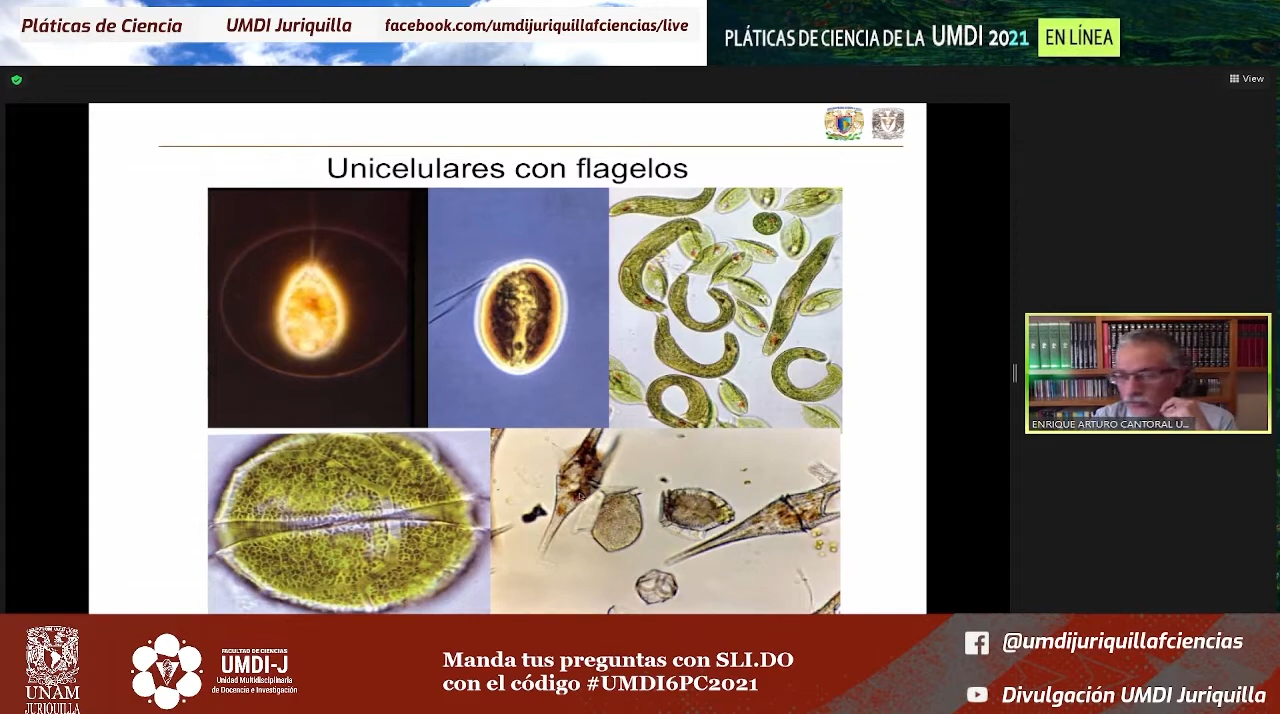 Pláticas de Ciencia UMDI Juriquilla facebook.com/umdijuriquillafciencias/live
PLÁTICAS DE CIENCIA DE LA UMDI 2021 EN LÍNEA
View
Unicelulares con flagelos
ENRIQUE ARTURO CANTORAL U...
UNAM
JURIQUILLA
FACULTAD DE CIENCIAS
UMDI-J
Unidad Multidisciplinaria
de Docencia e Investigación
Manda tus preguntas con SLI.DO
con el código #UMDI6PC2021
@umdijuriquillafciencias
Divulgación UMDI Juriquilla